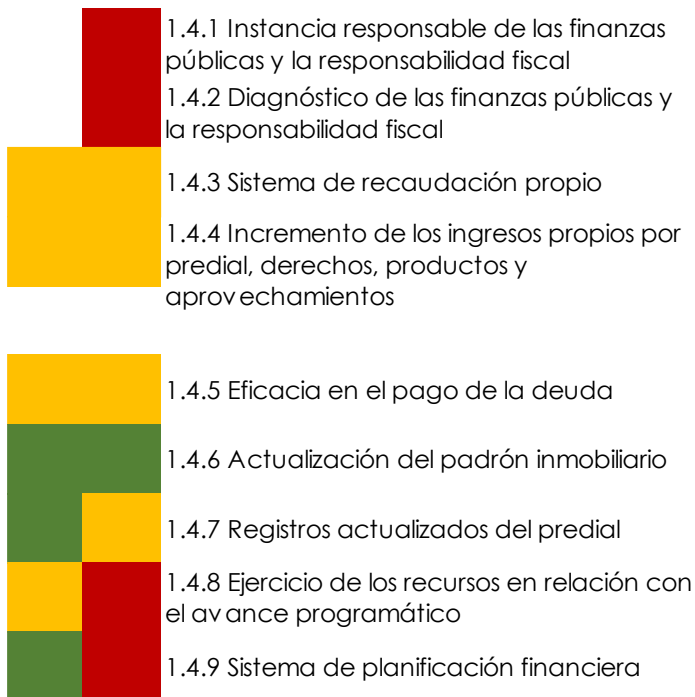 1.4.1 Instancia responsable de las finanzas
públicas y la responsabilidad fiscal
1.4.2 Diagnóstico de las finanzas públicas y
la responsabilidad fiscal
1.4.3 Sistema de recaudación propio
1.4.4 Incremento de los ingresos propios por
predial, derechos, productos y
aprovechamientos
1.4.5 Eficacia en el pago de la deuda
1.4.6 Actualización del padrón inmobiliario
1.4.7 Registros actualizados del predial
1.4.8 Ejercicio de los recursos en relación con
el avance programático
1.4.9 Sistema de planificación financiera